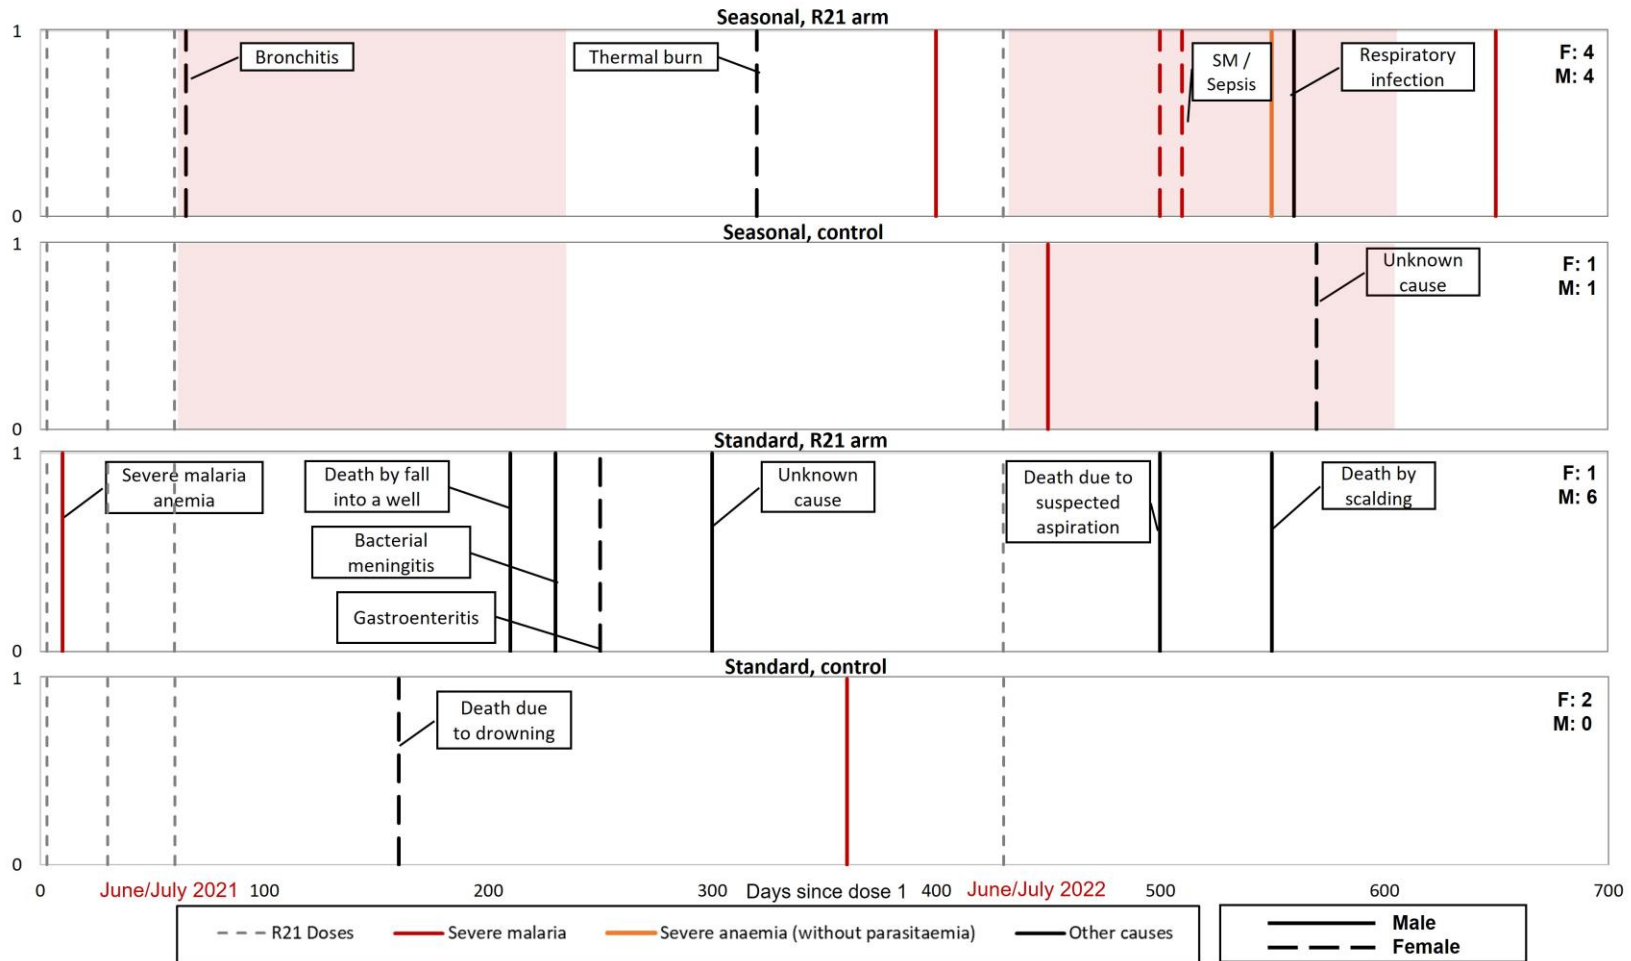 Seasonal, R21 arm
1
Bronchitis
Thermal burn
SM /
Sepsis
Respiratory
infection
F: 4
M: 4
0
Seasonal, control
1
Unknown
cause
F: 1
M: 1
0
Standard, R21 arm
1
Severe malaria
anemia
Death by fall
into a well
Bacterial
meningitis
Gastroenteritis
Unknown
cause
Death due to
suspected
aspiration
Death by
scalding
F: 1
M: 6
0
Standard, control
1
Death due
to drowning
F: 2
M: 0
0
0 June/July 2021 100 200 300 Days since dose 1 400 June/July 2022 500 600 700
R21 Doses Severe malaria Severe anaemia (without parasitaemia) Other causes
Male
Female